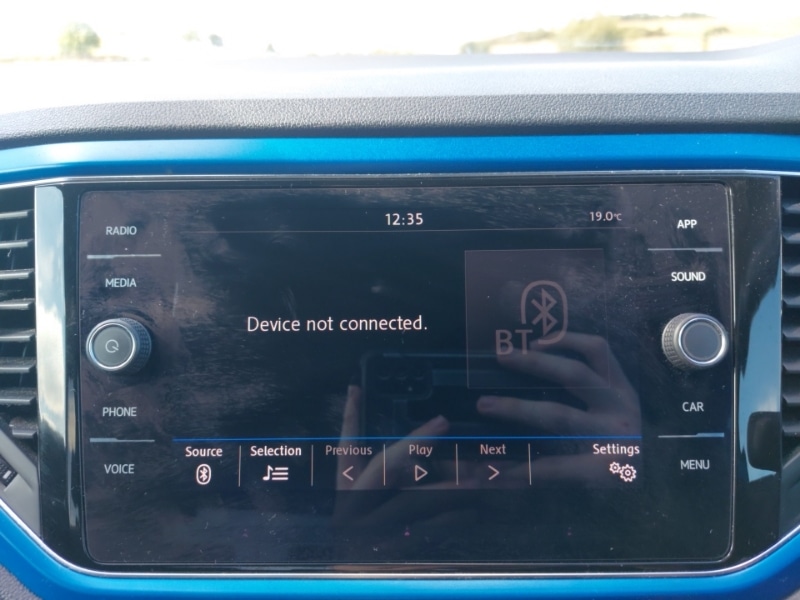 12:35
19.0°C
RADIO
MEDIA
PHONE
VOICE
Device not connected.
BT
APP
SOUND
CAR
MENU
Source Selection Previous Play Next Settings